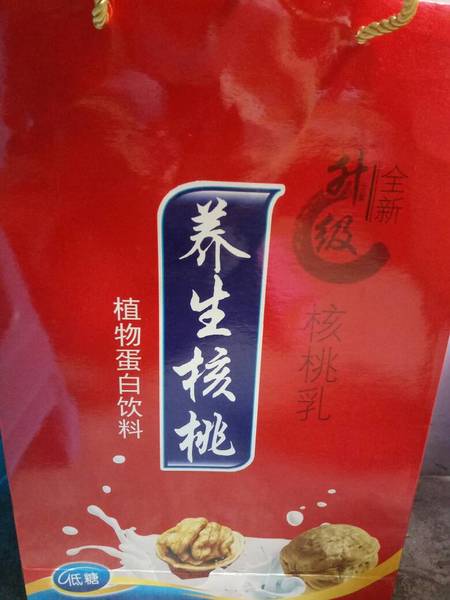 全新
升级
核桃乳
养生核桃
植物蛋白饮料
低糖